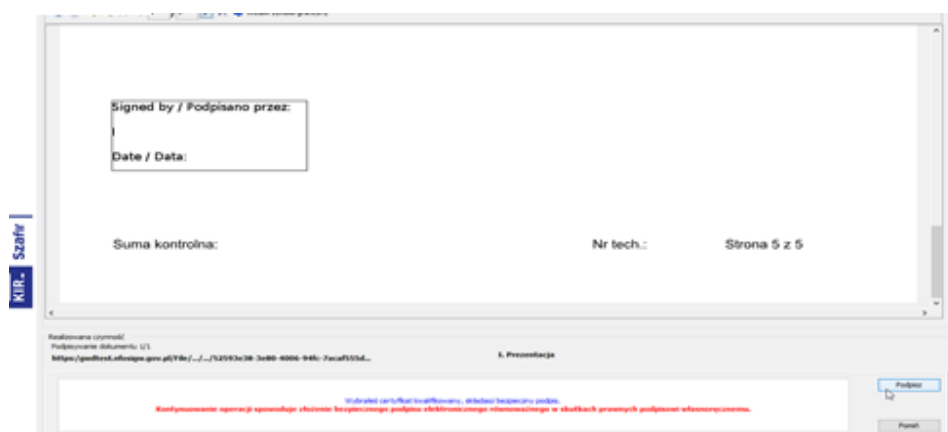 Signed by / Podpisano przez:
Date / Data:
Suma kontrolna: Nr tech.: Strona 5 z 5
KIR. Szafir
Realizowana czynność
Podpisywanie dokumentu 1/1
1. Prezentacja
Podpisz
Wybrałeś certyfikat kwalifikowany, składasz bezpieczny podpis.
Kontynuowanie operacji spowoduje złożenie bezpiecznego podpisu elektronicznego równoważnego w skutkach prawnych podpisowi własnoręcznemu.
Pomiń